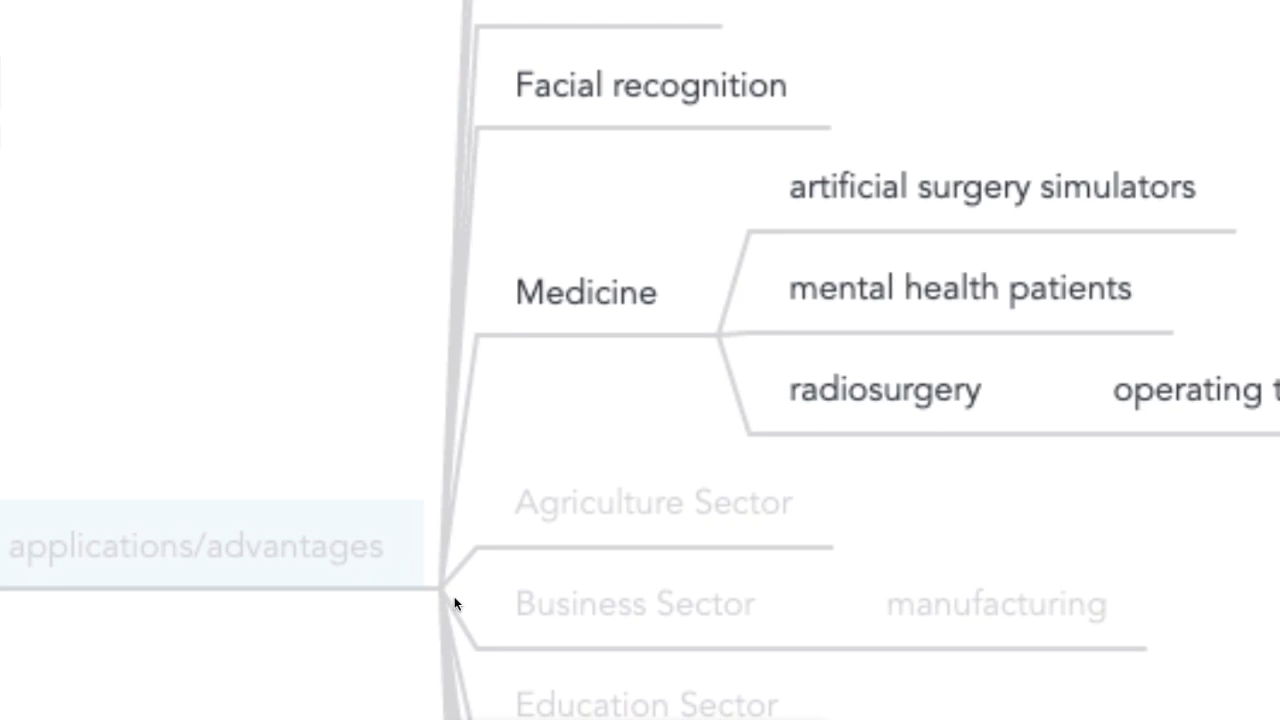 Facial recognition
artificial surgery simulators
Medicine
mental health patients
radiosurgery operating
Agriculture Sector
applications/advantages
Business Sector manufacturing
Education Sector